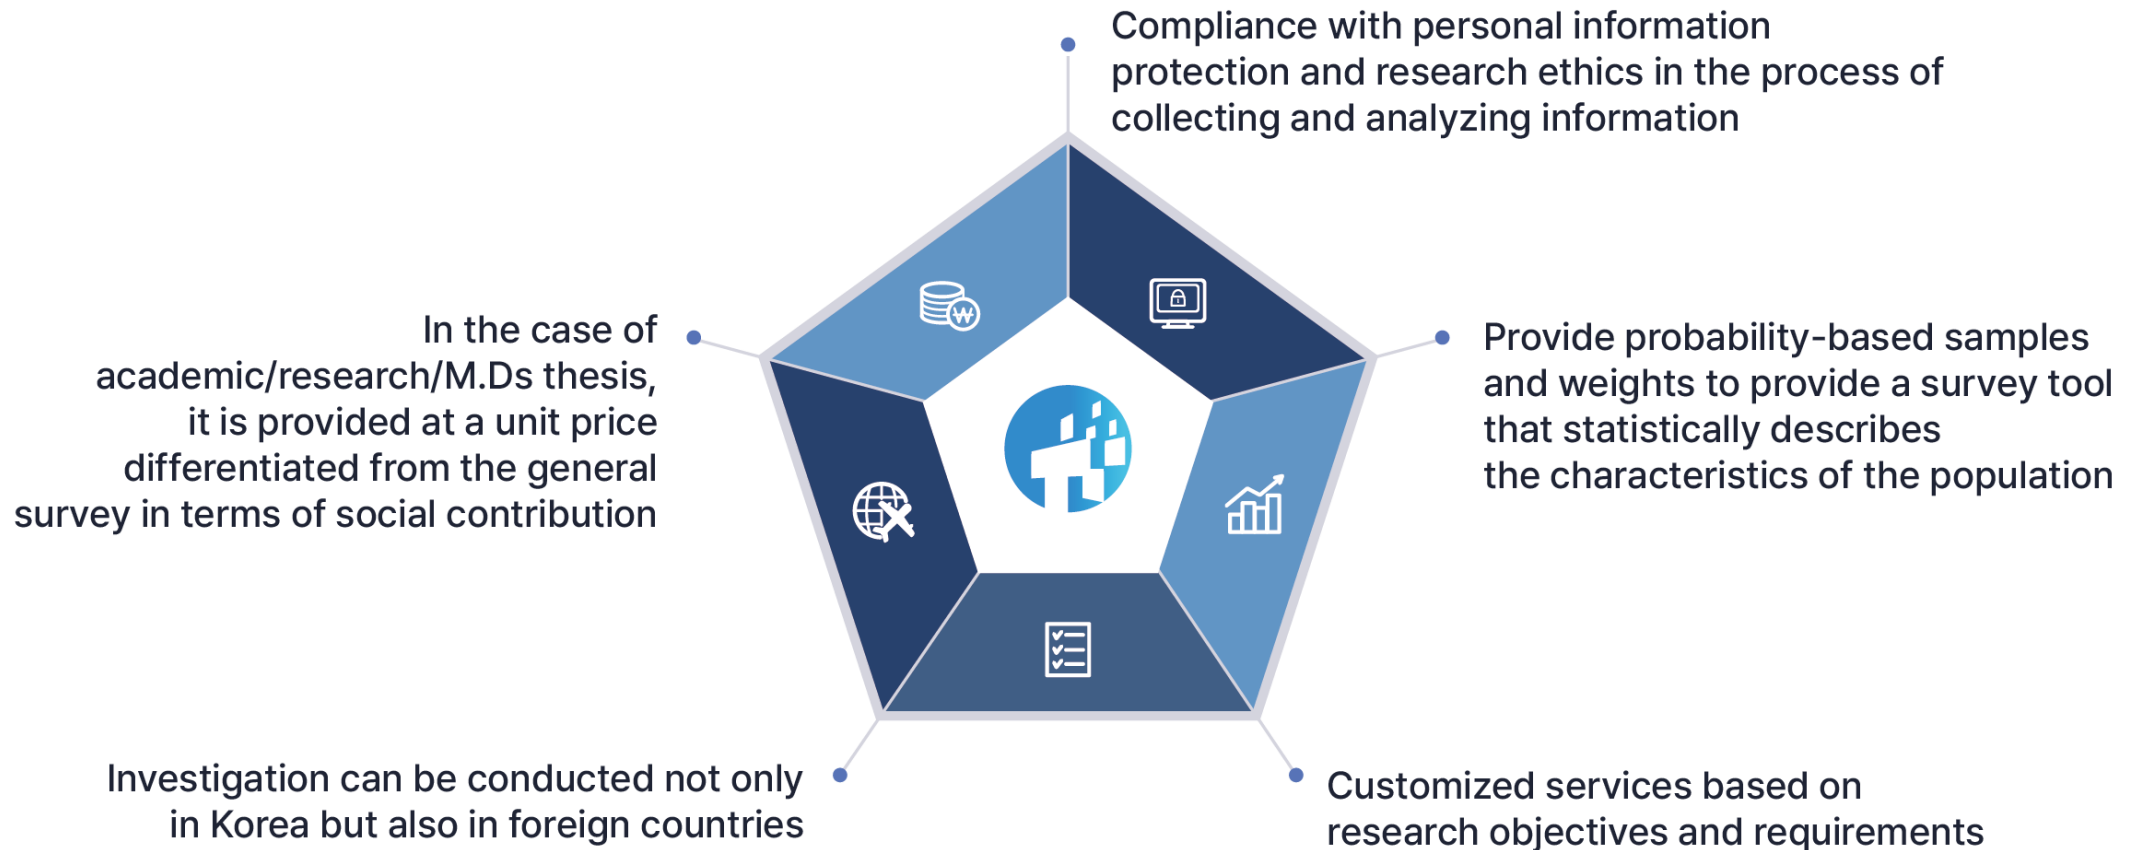 Compliance with personal information
protection and research ethics in the process of
collecting and analyzing information
Provide probability-based samples
and weights to provide a survey tool
that statistically describes
the characteristics of the population
Customized services based on
research objectives and requirements
Investigation can be conducted not only
in Korea but also in foreign countries
In the case of
academic/research/M.Ds thesis,
it is provided at a unit price
differentiated from the general
survey in terms of social contribution